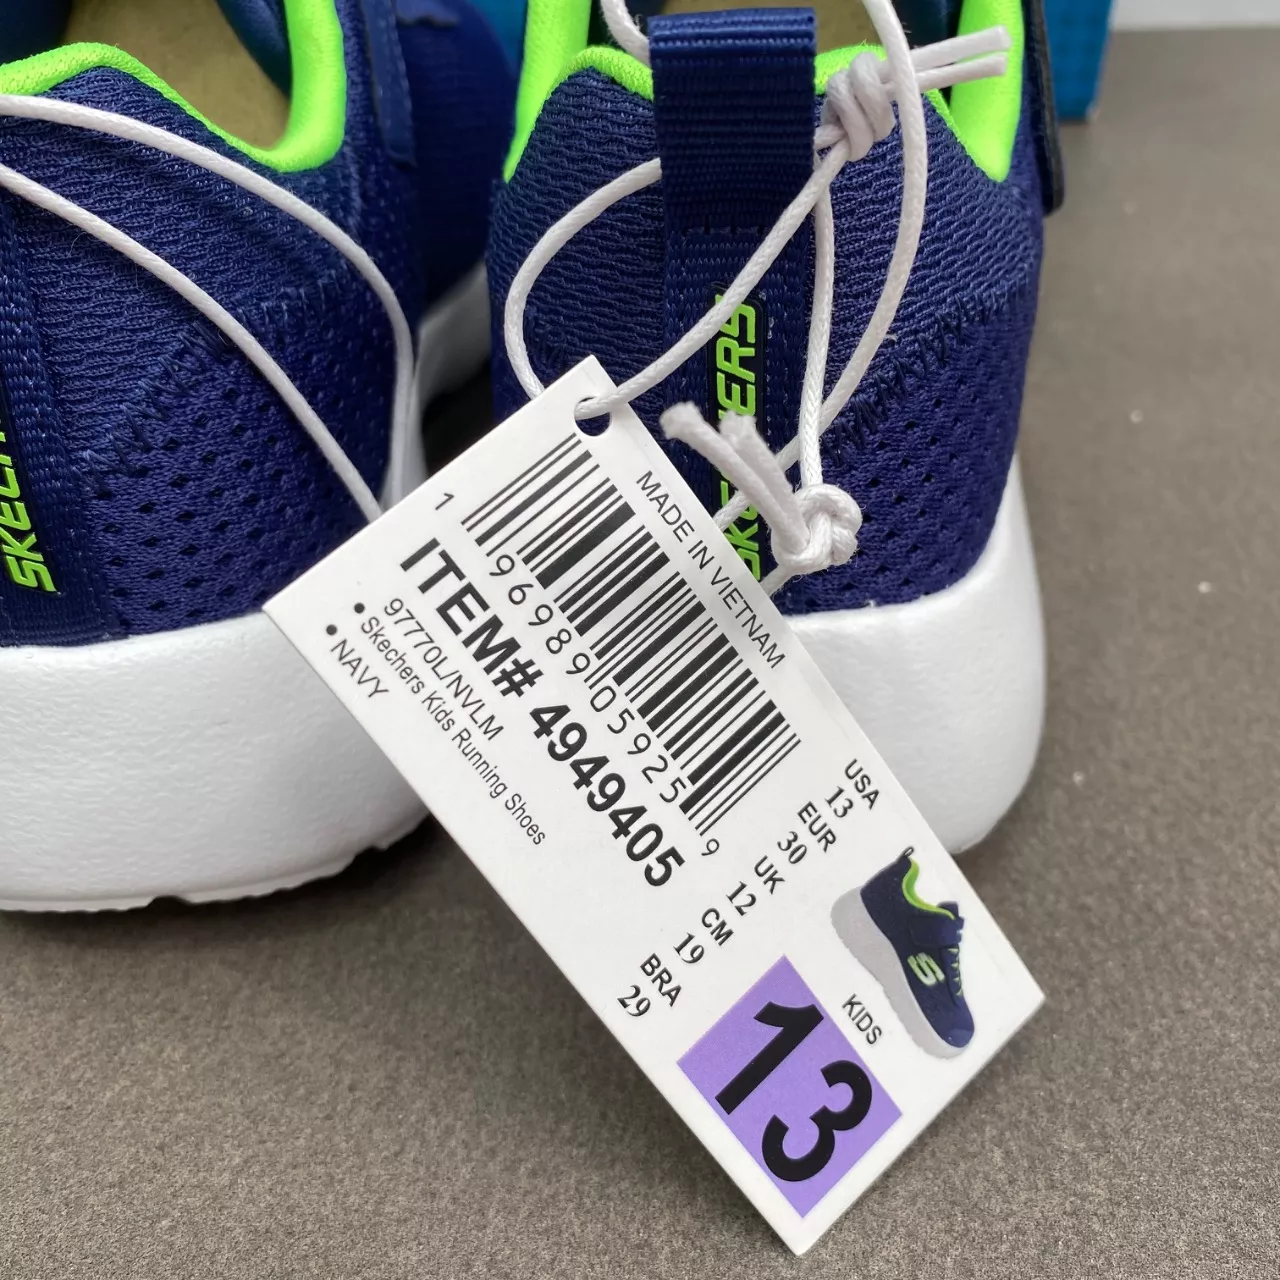 MADE IN VIETNAM
1 96989 05925 9
ITEM# 4949405
97770L/NVLM
• Skechers Kids Running Shoes
• NAVY
USA
13
EUR
30
UK
12
CM
19
BRA
29
KIDS
13
S
SKECHERS